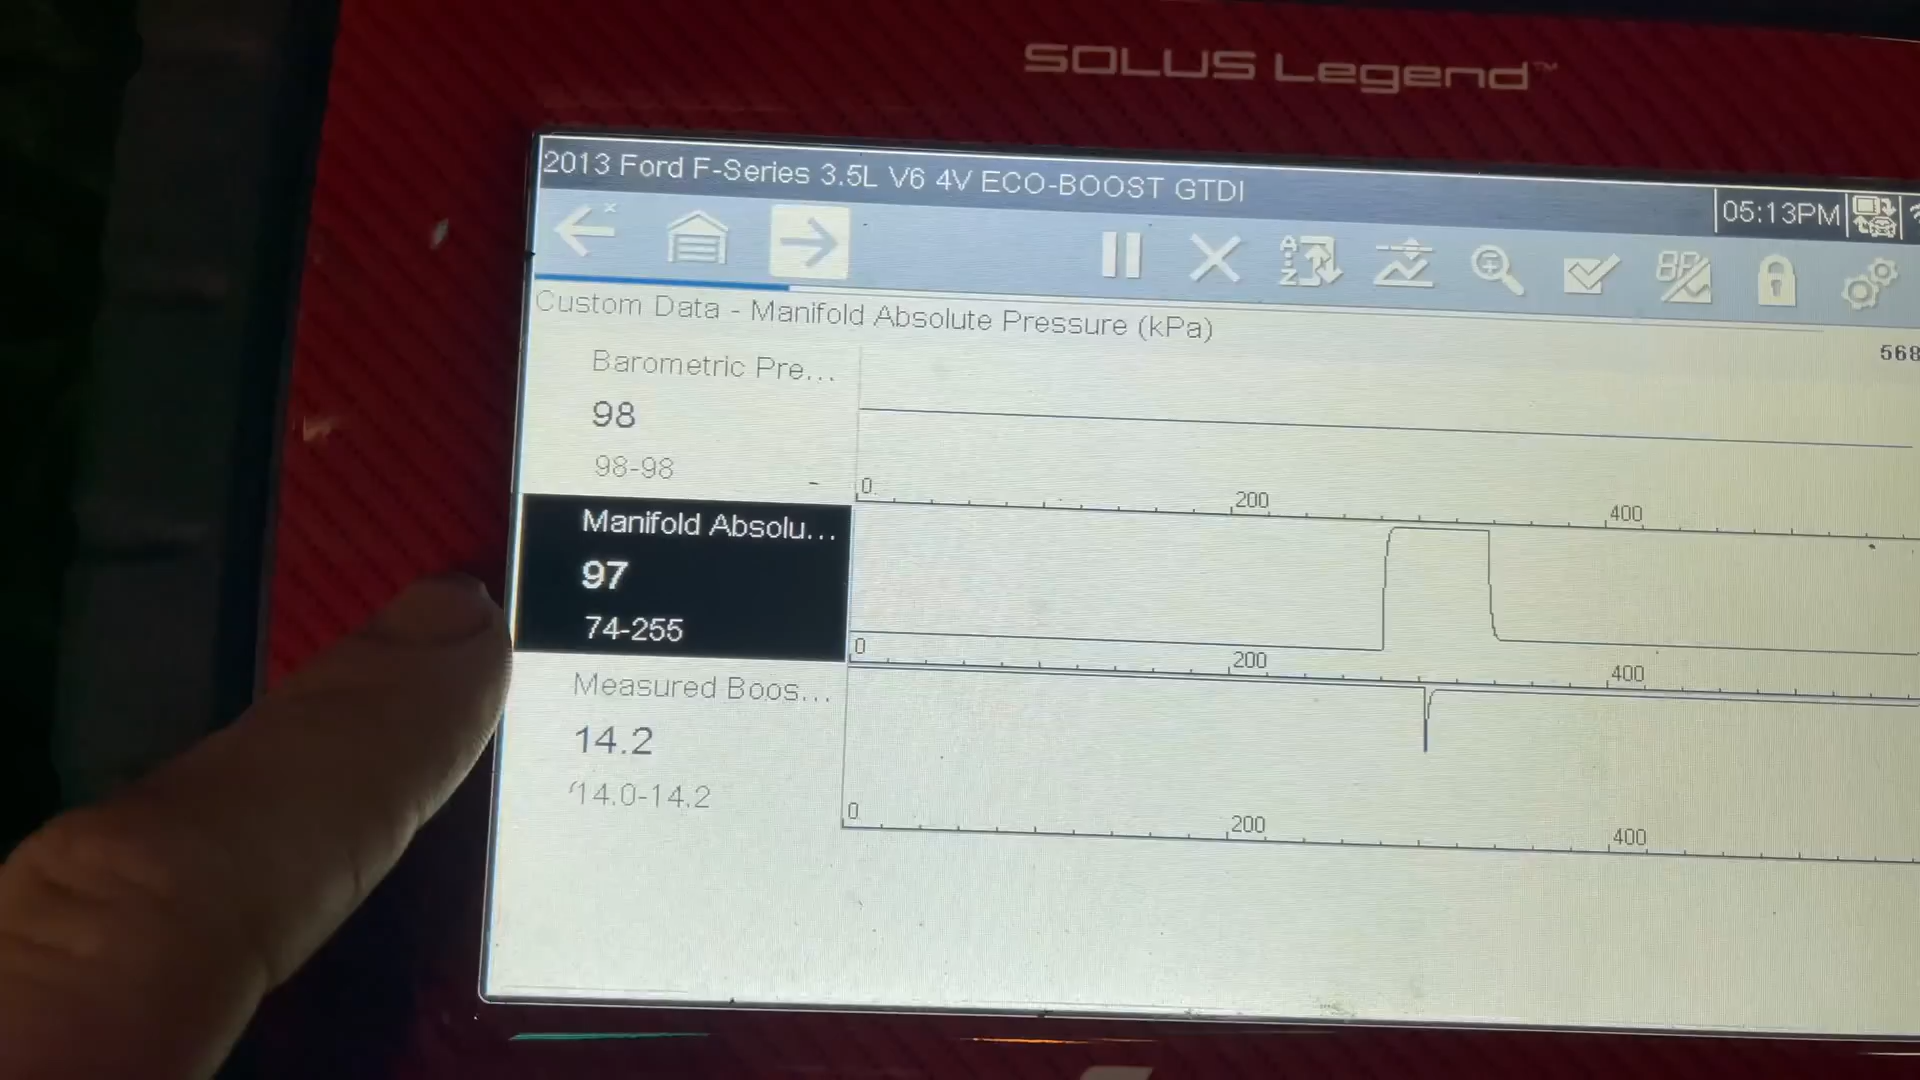 SOLUS Legend™
2013 Ford F-Series 3.5L V6 4V ECO-BOOST GTDI
05:13PM
Custom Data - Manifold Absolute Pressure (kPa)
568
Barometric Pre...
98
98-98
0
200
400
Manifold Absolu...
97
74-255
0
200
400
Measured Boos...
14.2
14.0-14.2
0
200
400